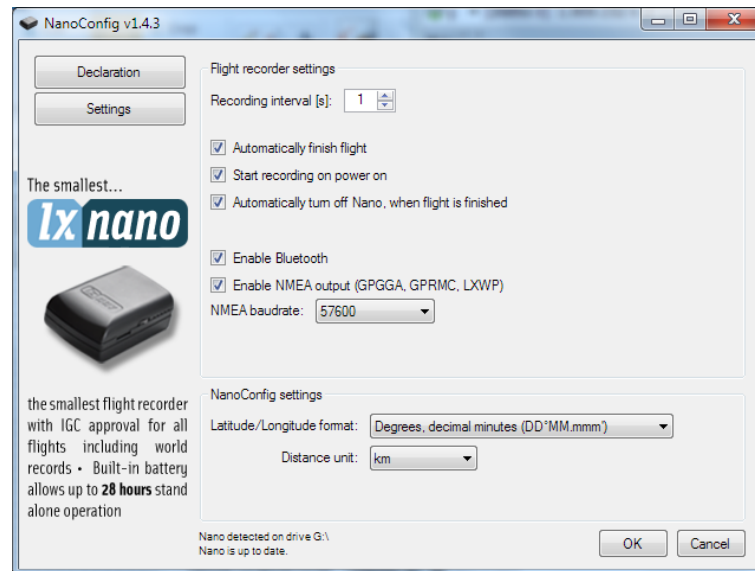 NanoConfig v1.4.3
Declaration
Settings
The smallest...
lx nano
the smallest flight recorder
with IGC approval for all
flights including world
records • Built-in battery
allows up to 28 hours stand
alone operation
Flight recorder settings
Recording interval [s]: 1
Automatically finish flight
Start recording on power on
Automatically turn off Nano, when flight is finished
Enable Bluetooth
Enable NMEA output (GPGGA, GPRMC, LXWP)
NMEA baudrate: 57600
NanoConfig settings
Latitude/Longitude format: Degrees, decimal minutes (DD°MM.mmm')
Distance unit: km
Nano detected on drive G:\
Nano is up to date.
OK Cancel